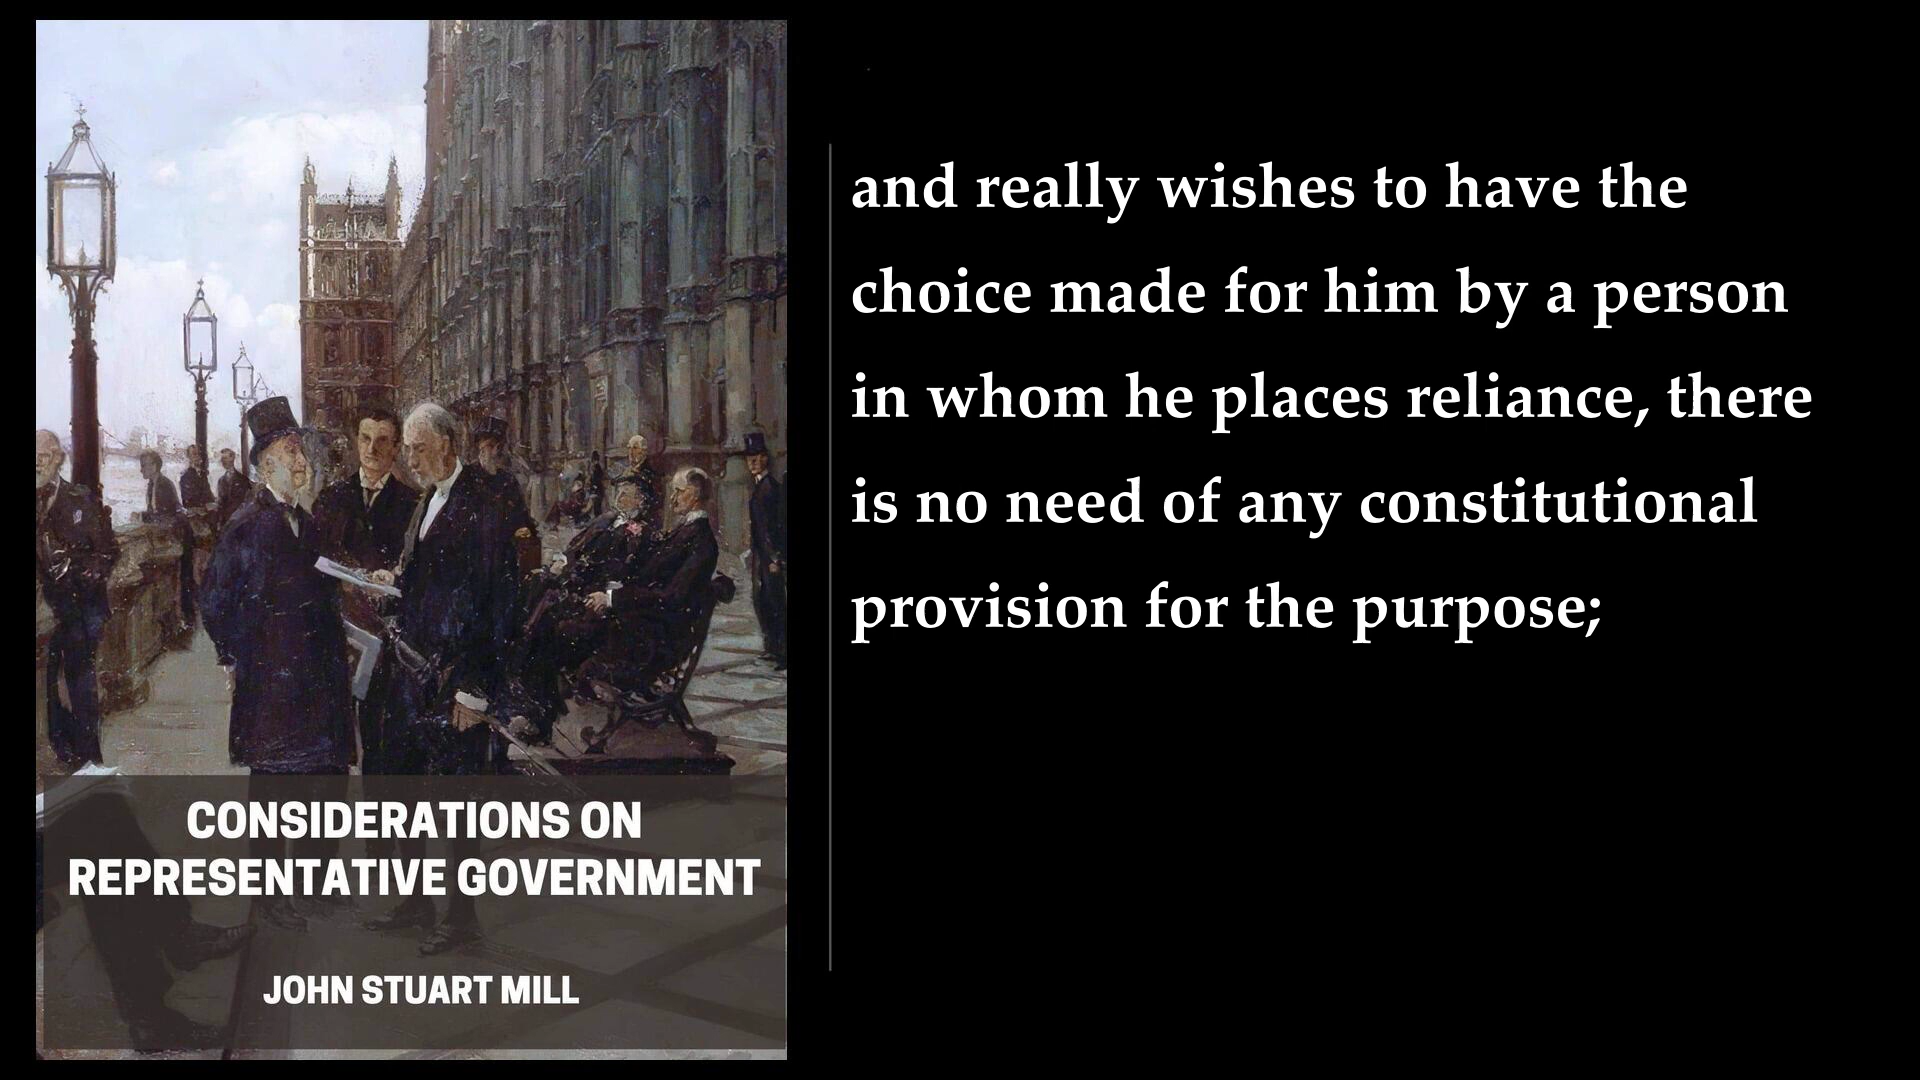 CONSIDERATIONS ON
REPRESENTATIVE GOVERNMENT
JOHN STUART MILL
and really wishes to have the
choice made for him by a person
in whom he places reliance, there
is no need of any constitutional
provision for the purpose;